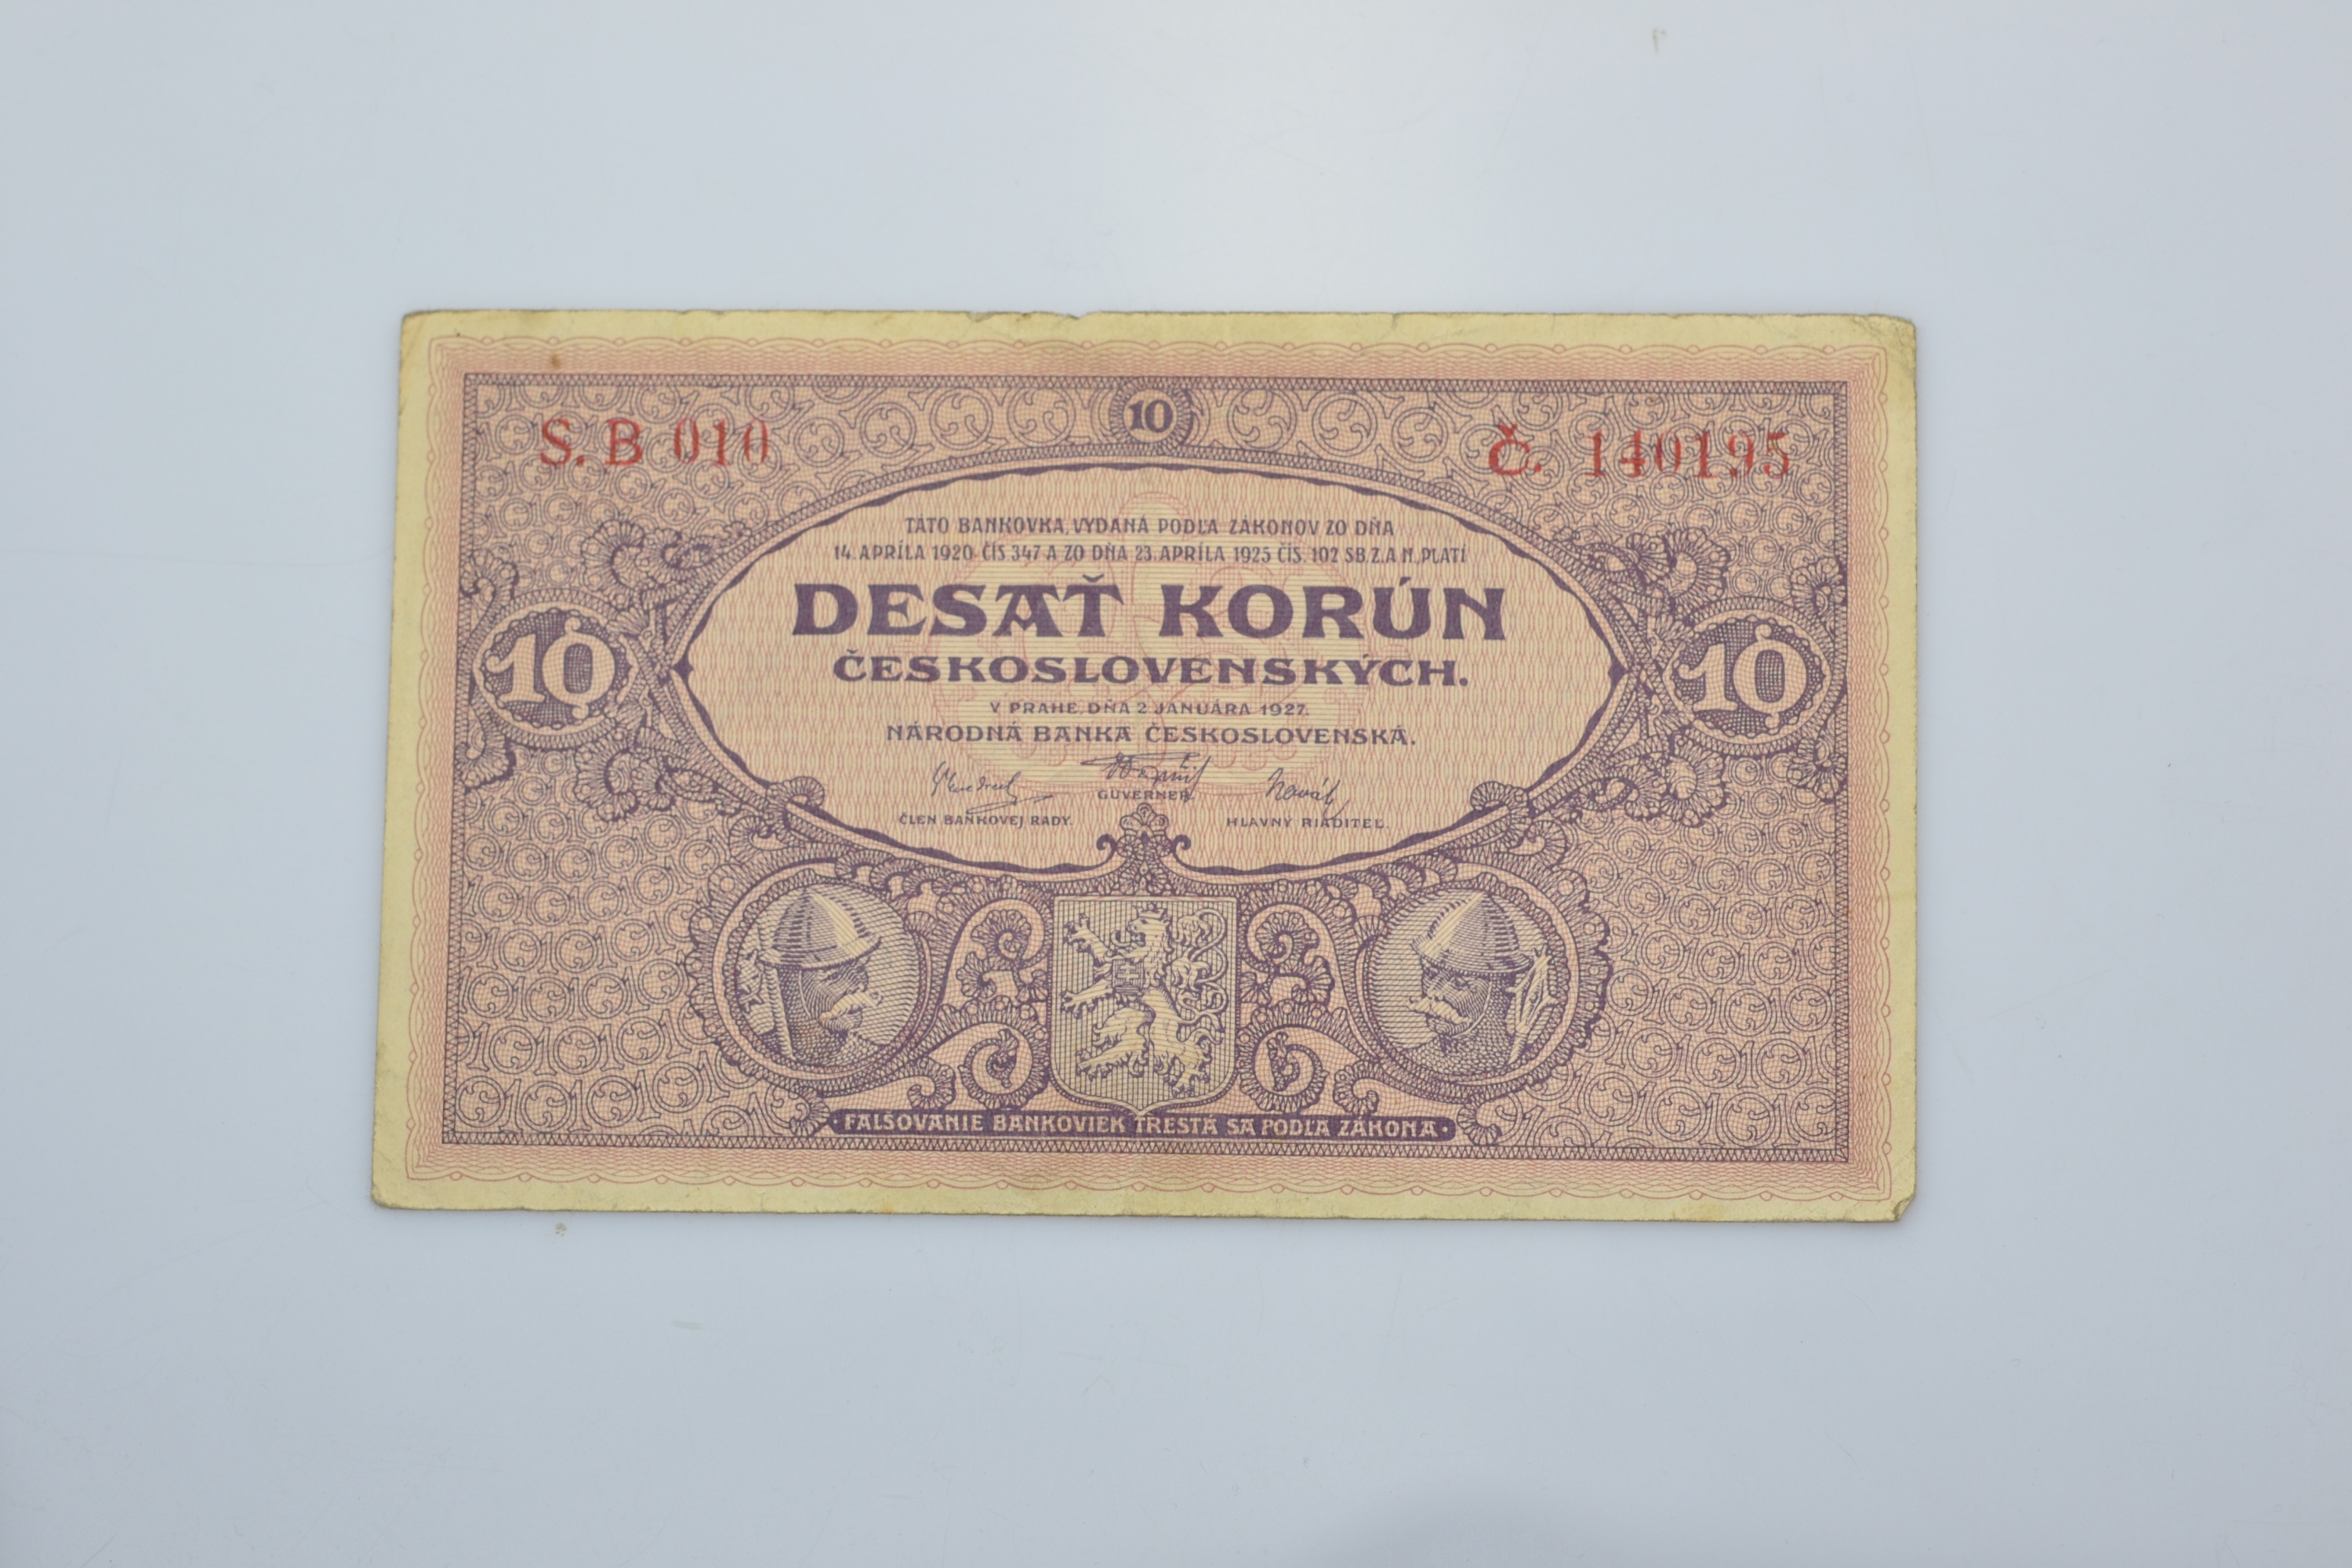 10
S. B 010
Č. 140195
TÁTO BANKOVKA, VYDANÁ PODĽA ZÁKONOV ZO DŇA
14. APRÍLA 1920 ČÍS. 347 A ZO DŇA 23. APRÍLA 1925 ČÍS. 102 SB. Z. A N., PLATÍ
DESAŤ KORÚN
ČESKOSLOVENSKÝCH.
10
10
V PRAHE, DŇA 2. JANUÁRA 1927.
NÁRODNÁ BANKA ČESKOSLOVENSKÁ.
Novák
GUVERNER.
ČLEN BANKOVEJ RADY.
HLAVNÝ RIADITEĽ.
• FALŠOVANIE BANKOVIEK TRESTÁ SA PODĽA ZÁKONA •